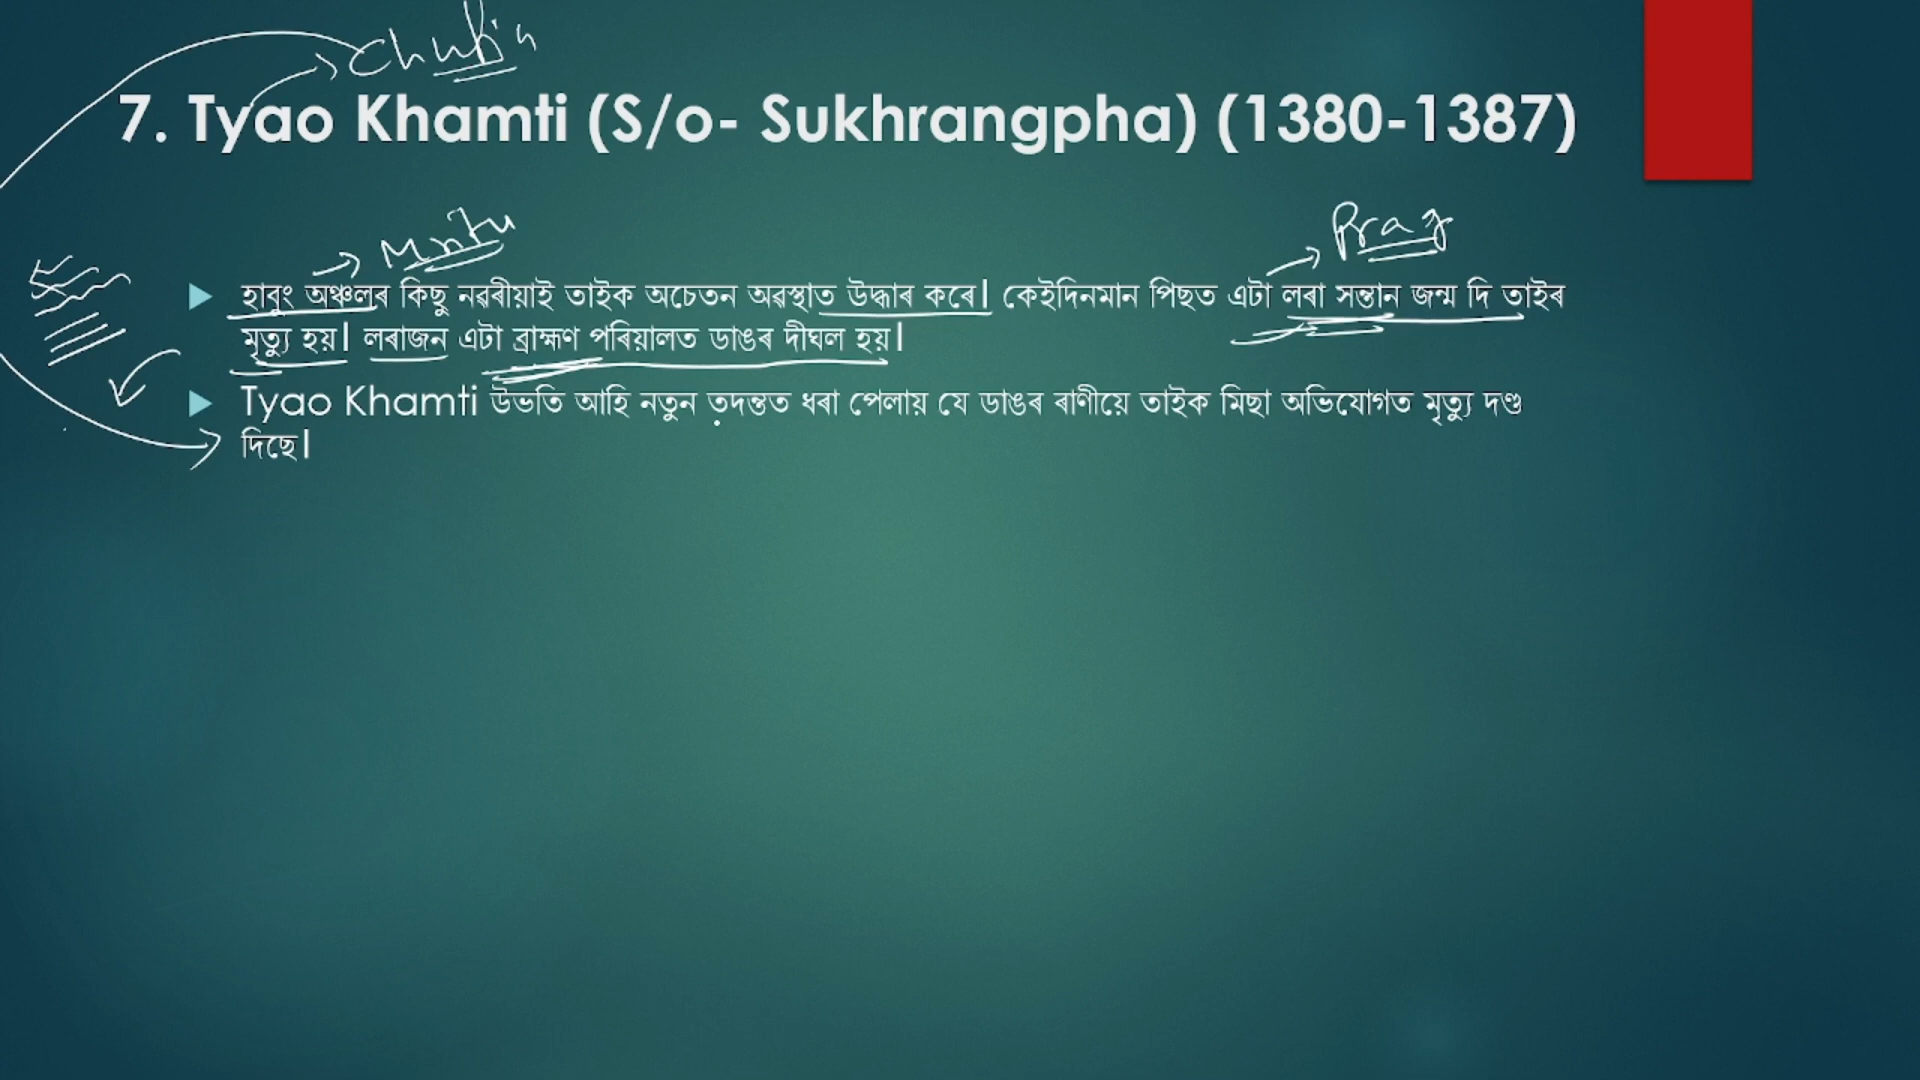 7. Tyao Khamti (S/o- Sukhrangpha) (1380-1387)
হাবুং অঞ্চলৰ কিছু নৱৰীয়াই তাইক অচেতন অৱস্থাত উদ্ধাৰ কৰে। কেইদিনমান পিছত এটা লৰা সন্তান জন্ম দি তাইৰ
মৃত্যু হয়। লৰাজন এটা ব্ৰাহ্মণ পৰিয়ালত ডাঙৰ দীঘল হয়।
Tyao Khamti উভতি আহি নতুন তদন্তত ধৰা পেলায় যে ডাঙৰ ৰাণীয়ে তাইক মিছা অভিযোগত মৃত্যু দণ্ড
দিছে।